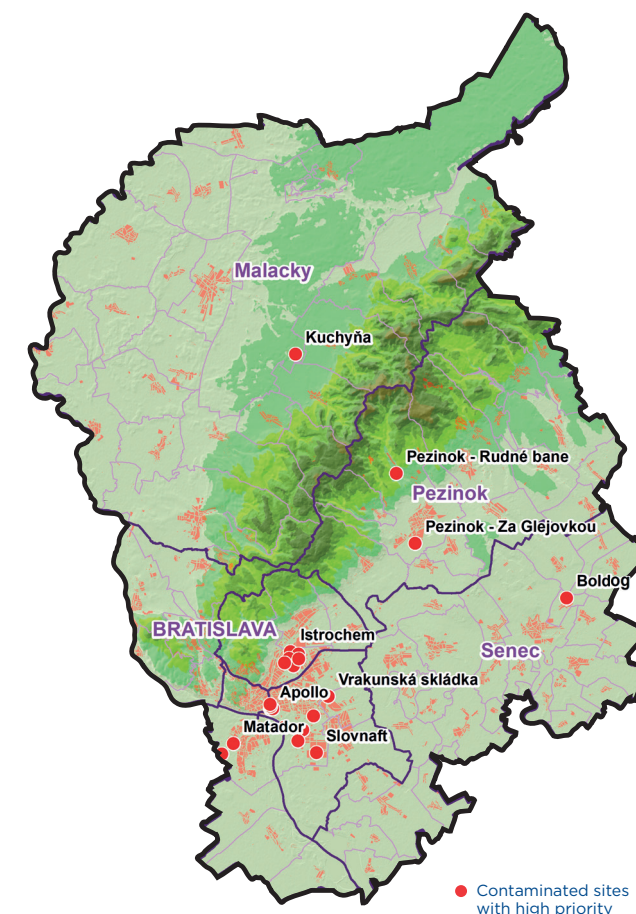 Malacky
Kuchyňa
Pezinok - Rudné bane
Pezinok
Pezinok - Za Glejovkou
Boldog
BRATISLAVA
Istrochem
Senec
Vrakunská skládka
Apollo
Matador
Slovnaft
Contaminated sites
with high priority